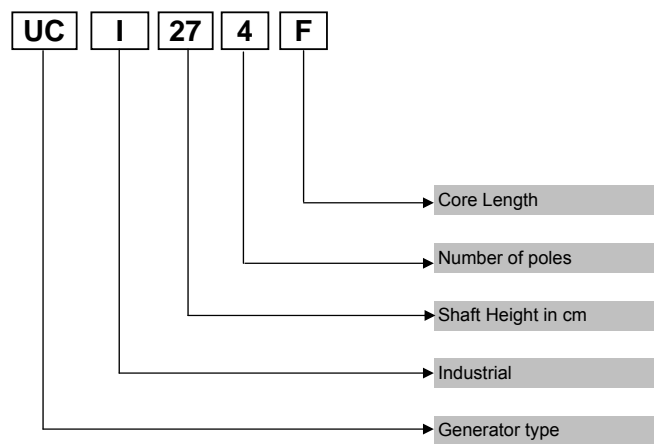 UC I 27 4 F
Core Length
Number of poles
Shaft Height in cm
Industrial
Generator type